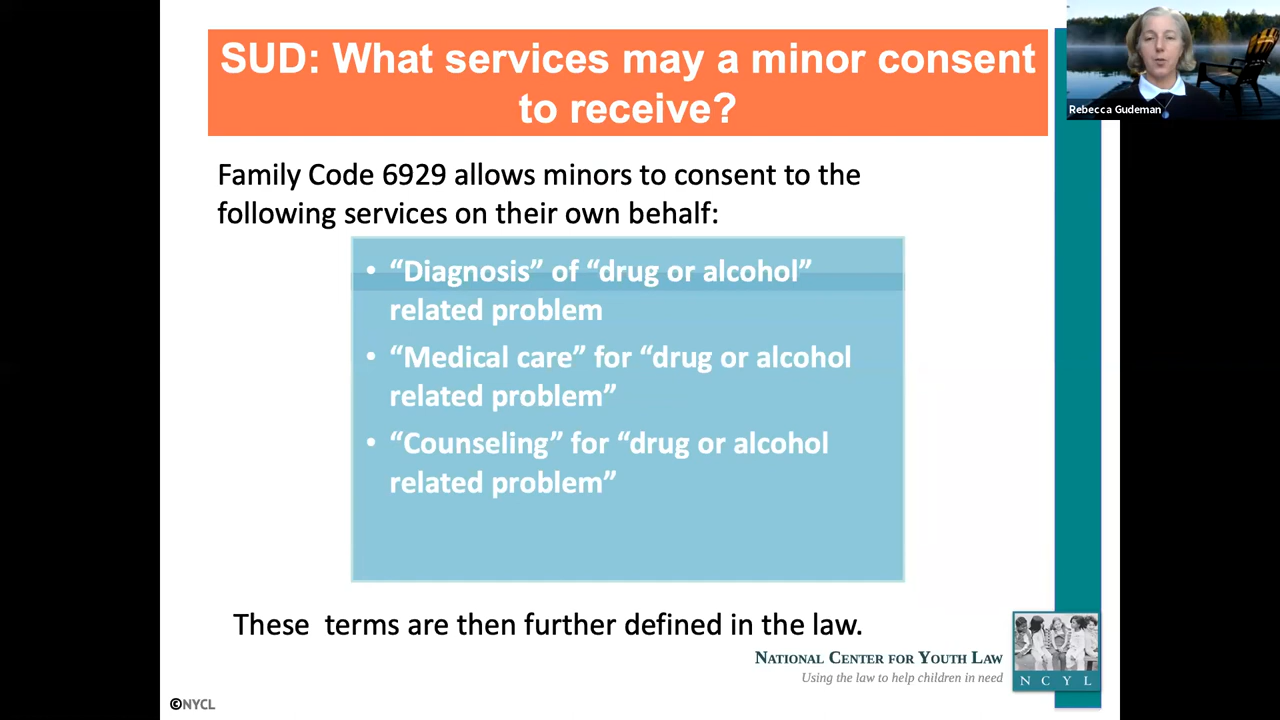 SUD: What services may a minor consent
to receive?
Rebecca Gudeman
Family Code 6929 allows minors to consent to the
following services on their own behalf:
• “Diagnosis” of “drug or alcohol”
related problem
• “Medical care” for “drug or alcohol
related problem”
• “Counseling” for “drug or alcohol
related problem”
These  terms are then further defined in the law.
NATIONAL CENTER FOR YOUTH LAW
Using the law to help children in need
N C Y L
©NYCL